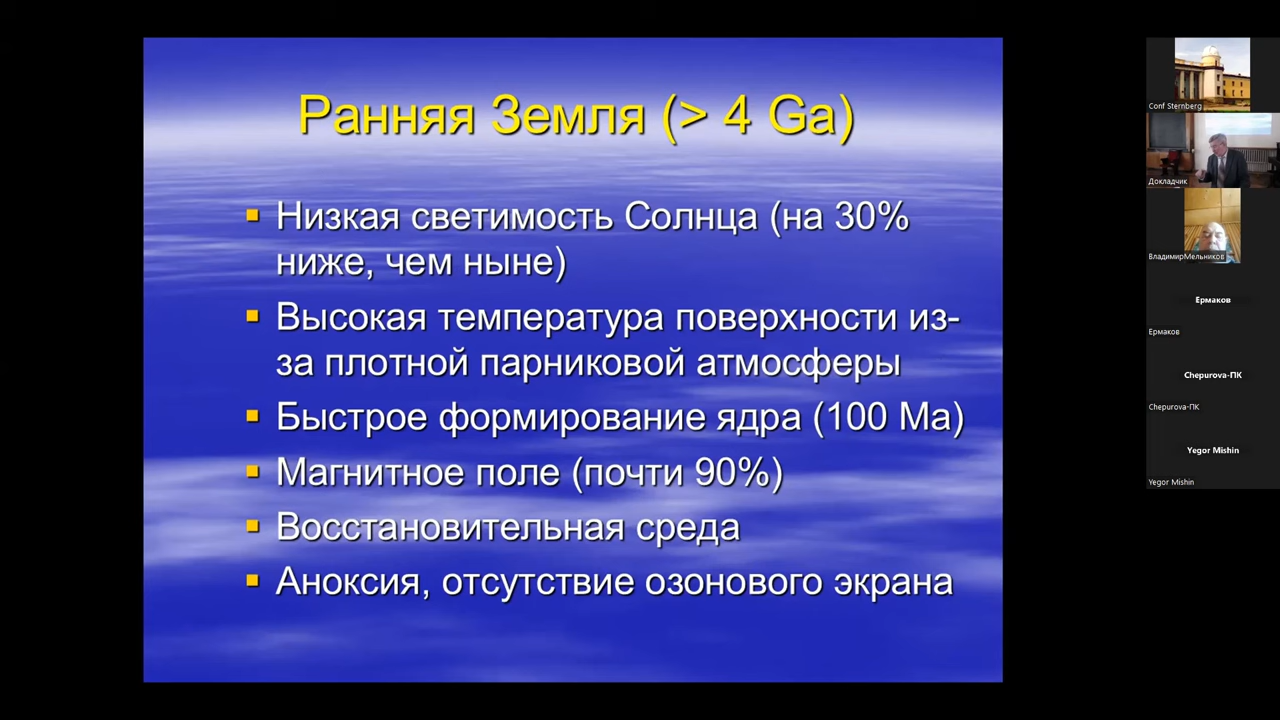 Ранняя Земля (> 4 Ga)
Низкая светимость Солнца (на 30%
ниже, чем ныне)
Высокая температура поверхности из-
за плотной парниковой атмосферы
Быстрое формирование ядра (100 Ma)
Магнитное поле (почти 90%)
Восстановительная среда
Аноксия, отсутствие озонового экрана
Conf Sternberg
Докладчик
ВладимирМельников
Ермаков
Ермаков
Chepurova-ПК
Chepurova-ПК
Yegor Mishin
Yegor Mishin